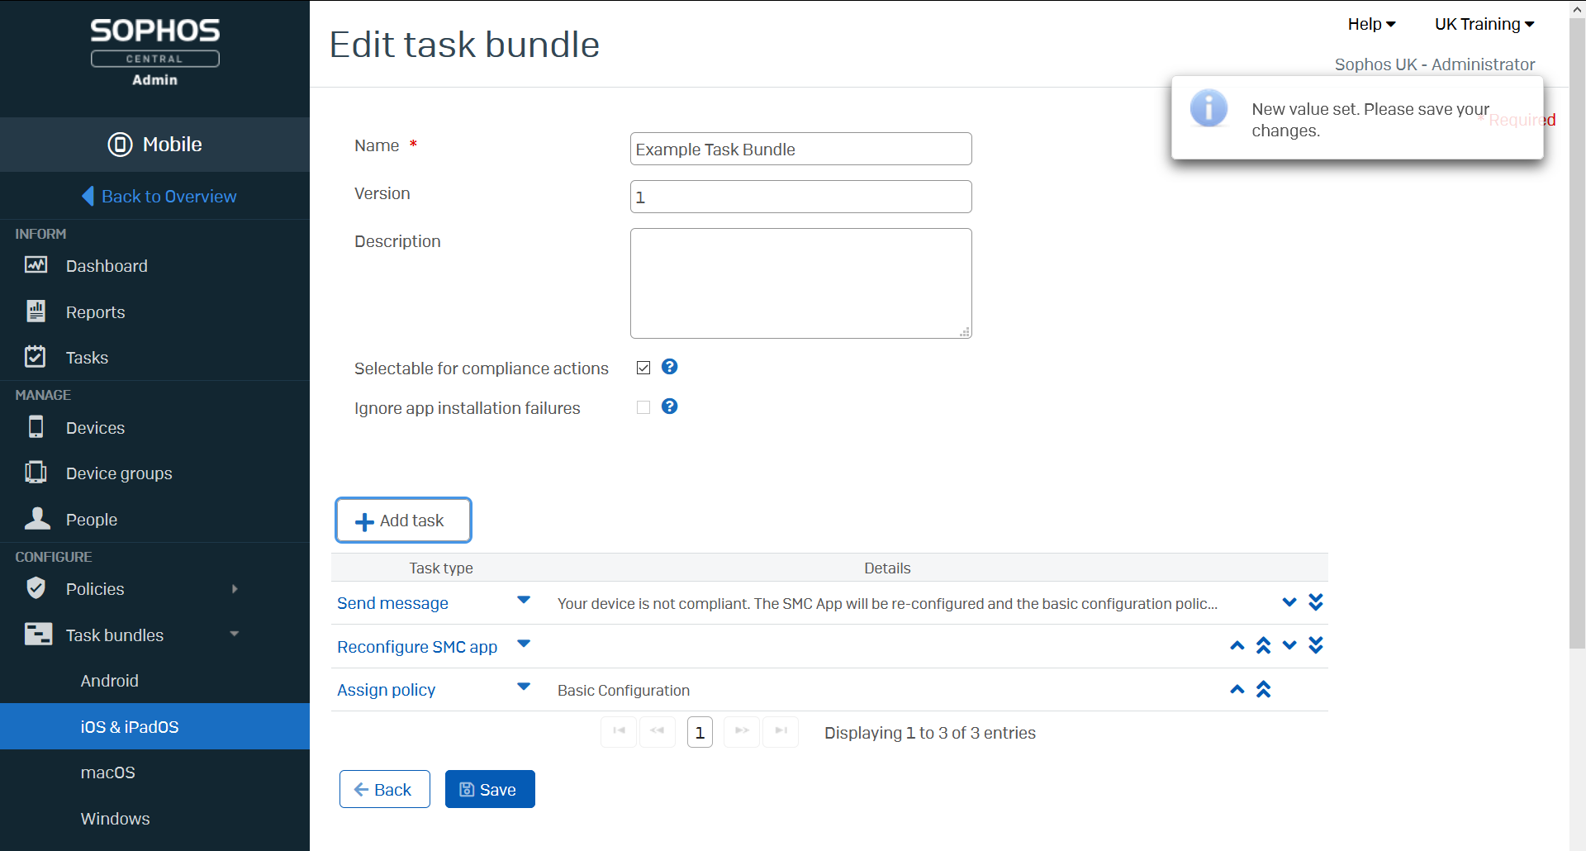 SOPHOS
CENTRAL
Admin
Mobile
Back to Overview
INFORM
Dashboard
Reports
Tasks
MANAGE
Devices
Device groups
People
CONFIGURE
Policies
Task bundles
Android
iOS & iPadOS
macOS
Windows
Edit task bundle
Help
UK Training
Sophos UK - Administrator
New value set. Please save your
changes.
* Required
Name *
Example Task Bundle
Version
1
Description
Selectable for compliance actions
Ignore app installation failures
Add task
Task type Details
Send message Your device is not compliant. The SMC App will be re-configured and the basic configuration polic...
Reconfigure SMC app
Assign policy Basic Configuration
1 Displaying 1 to 3 of 3 entries
Back Save